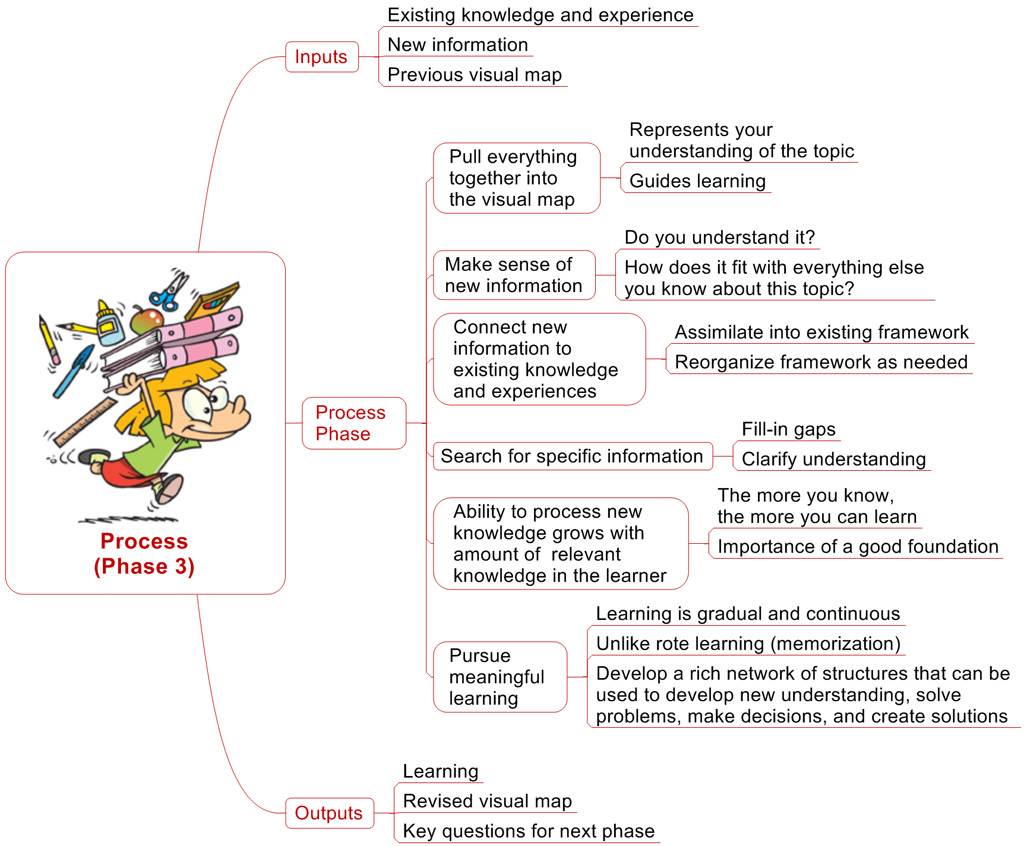 Inputs
Existing knowledge and experience
New information
Previous visual map
Process
(Phase 3)
Process
Phase
Pull everything
together into
the visual map
Represents your
understanding of the topic
Guides learning
Make sense of
new information
Do you understand it?
How does it fit with everything else
you know about this topic?
Connect new
information to
existing knowledge
and experiences
Assimilate into existing framework
Reorganize framework as needed
Search for specific information
Fill-in gaps
Clarify understanding
Ability to process new
knowledge grows with
amount of relevant
knowledge in the learner
The more you know,
the more you can learn
Importance of a good foundation
Pursue
meaningful
learning
Learning is gradual and continuous
Unlike rote learning (memorization)
Develop a rich network of structures that can be
used to develop new understanding, solve
problems, make decisions, and create solutions
Outputs
Learning
Revised visual map
Key questions for next phase